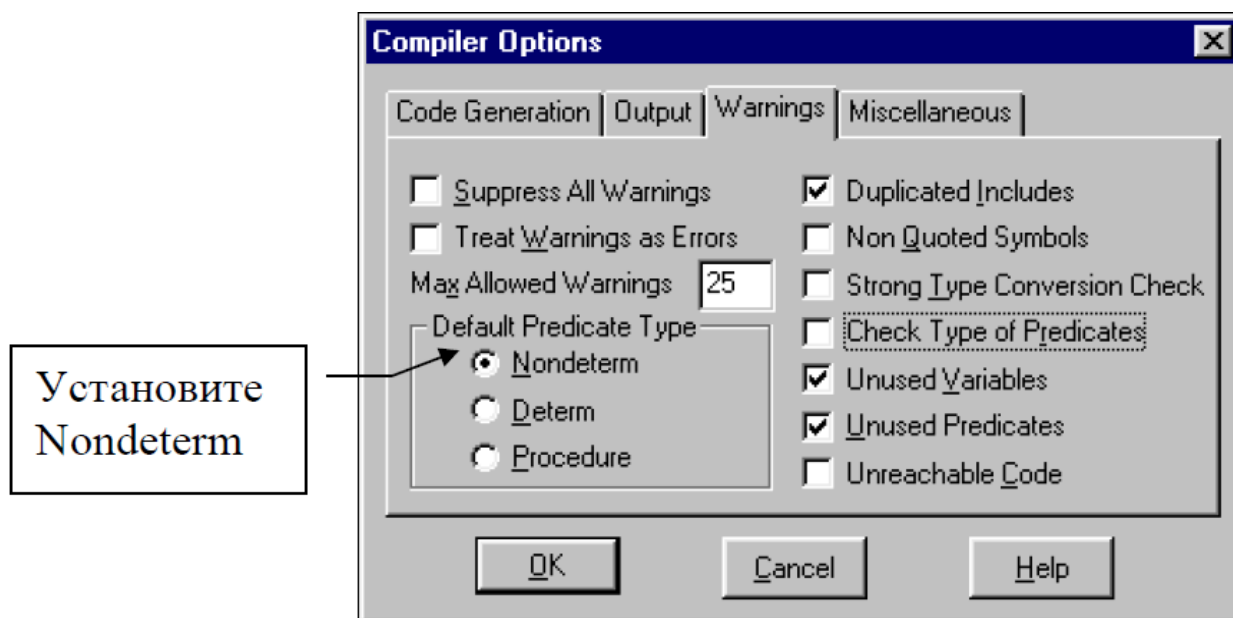 Compiler Options
Code Generation Output Warnings Miscellaneous
Suppress All Warnings
Treat Warnings as Errors
Max Allowed Warnings 25
Default Predicate Type
Nondeterm
Determ
Procedure
Duplicated Includes
Non Quoted Symbols
Strong Type Conversion Check
Check Type of Predicates
Unused Variables
Unused Predicates
Unreachable Code
OK Cancel Help
Установите
Nondeterm